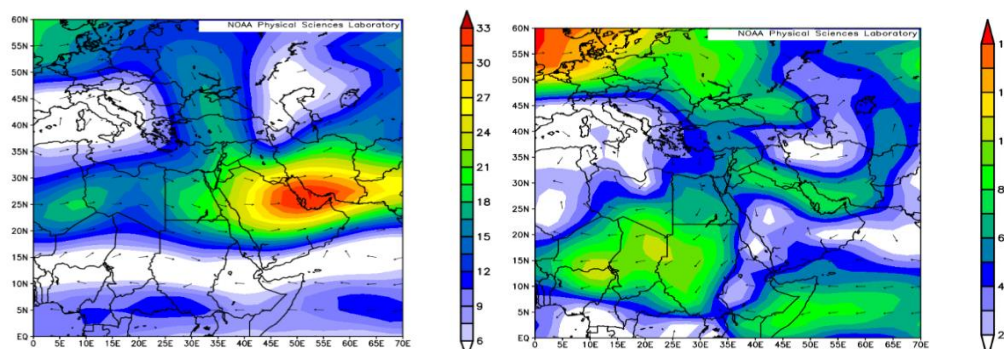 NOAA Physical Sciences Laboratory
60N
55N
50N
45N
40N
35N
30N
25N
20N
15N
10N
5N
EQ
0 5E 10E 15E 20E 25E 30E 35E 40E 45E 50E 55E 60E 65E 70E
33
30
27
24
21
18
15
12
9
6
NOAA Physical Sciences Laboratory
60N
55N
50N
45N
40N
35N
30N
25N
20N
15N
10N
5N
EQ
0 5E 10E 15E 20E 25E 30E 35E 40E 45E 50E 55E 60E 65E 70E
1
1
1
8
6
4
2